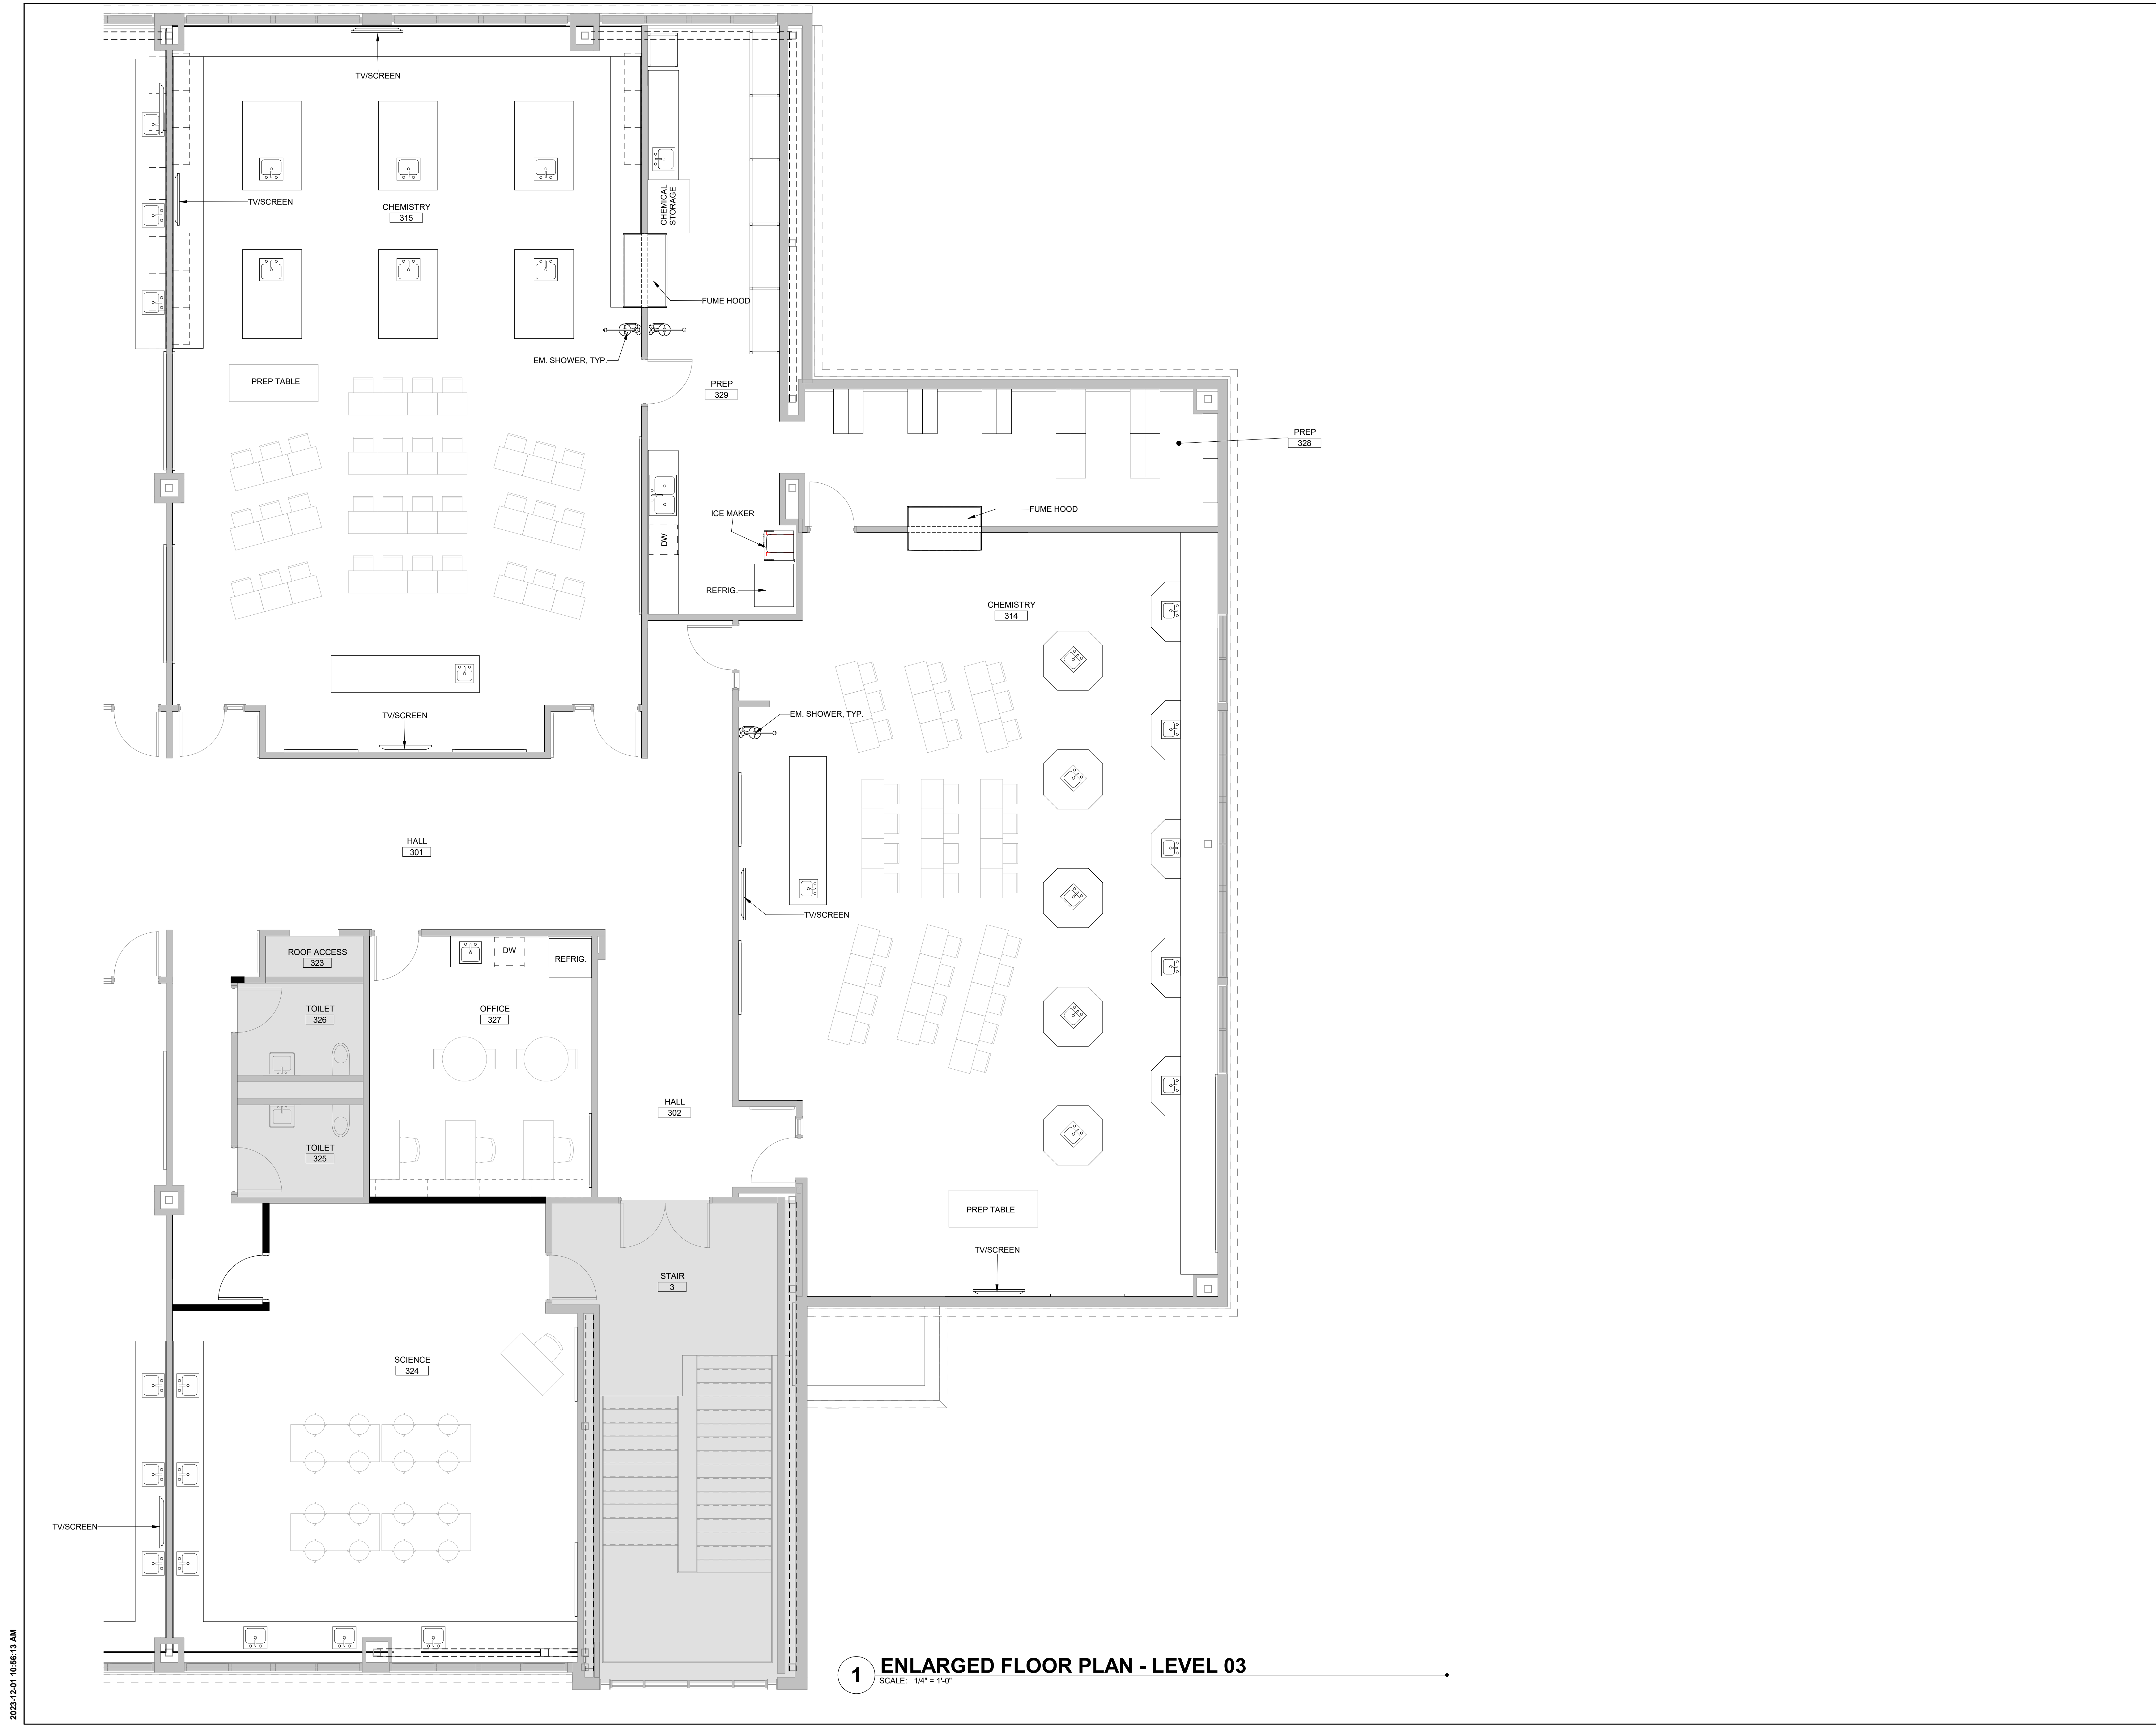 TV/SCREEN
TV/SCREEN
CHEMISTRY
315
CHEMICAL
STORAGE
FUME HOOD
EM. SHOWER, TYP.
PREP TABLE
PREP
329
PREP
328
ICE MAKER
DW
REFRIG.
FUME HOOD
CHEMISTRY
314
TV/SCREEN
EM. SHOWER, TYP.
HALL
301
TV/SCREEN
ROOF ACCESS
323
DW
REFRIG.
TOILET
326
OFFICE
327
HALL
302
TOILET
325
PREP TABLE
TV/SCREEN
STAIR
3
SCIENCE
324
TV/SCREEN
1
ENLARGED FLOOR PLAN - LEVEL 03
SCALE: 1/4" = 1'-0"
2023-12-01 10:56:13 AM